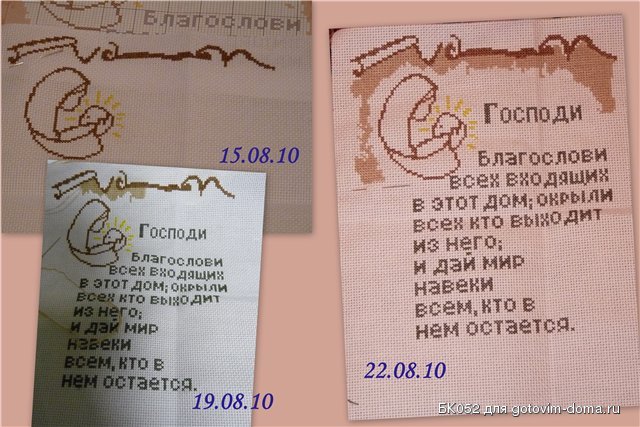 Благослови
15.08.10
Господи
Благослови
всех входящих
в этот дом; окрыли
всех кто выходит
из него;
и дай мир
навеки
всем, кто в
нем остается.
19.08.10
Господи
Благослови
всех входящих
в этот дом; окрыли
всех кто выходит
из него;
и дай мир
навеки
всем, кто в
нем остается.
22.08.10
БК052 для gotovim-doma.ru